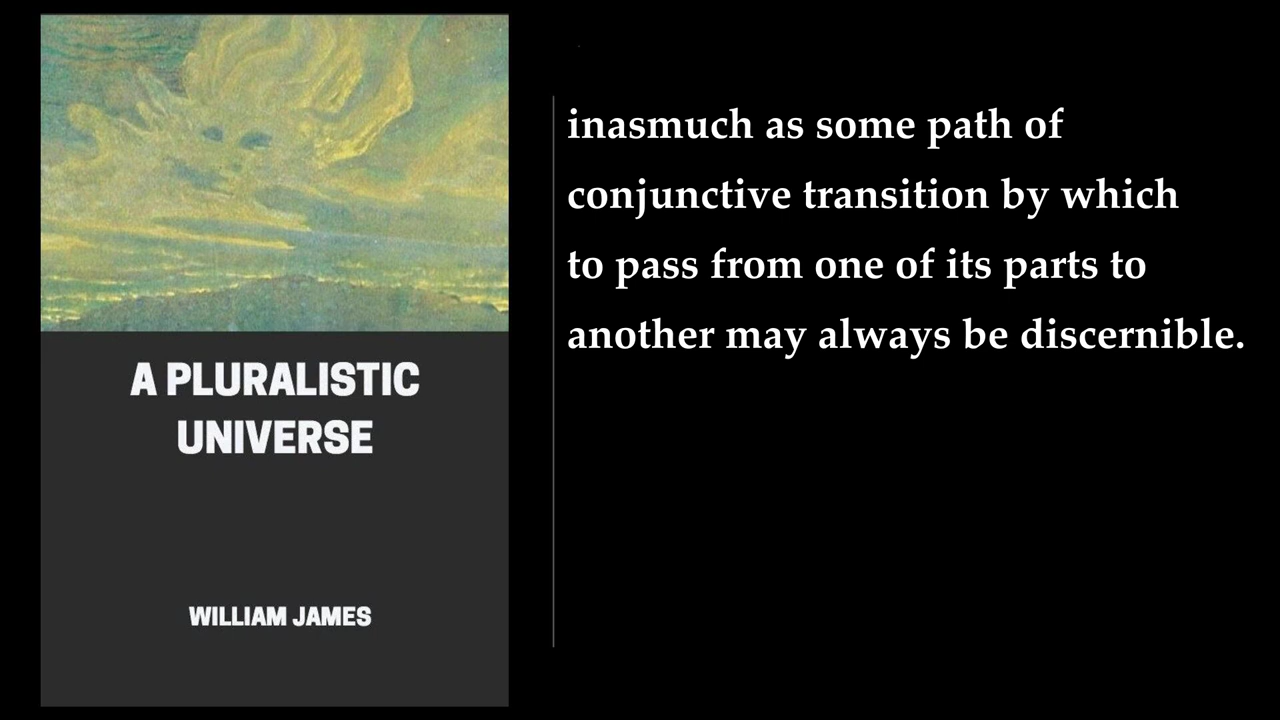 A PLURALISTIC
UNIVERSE
WILLIAM JAMES
inasmuch as some path of
conjunctive transition by which
to pass from one of its parts to
another may always be discernible.